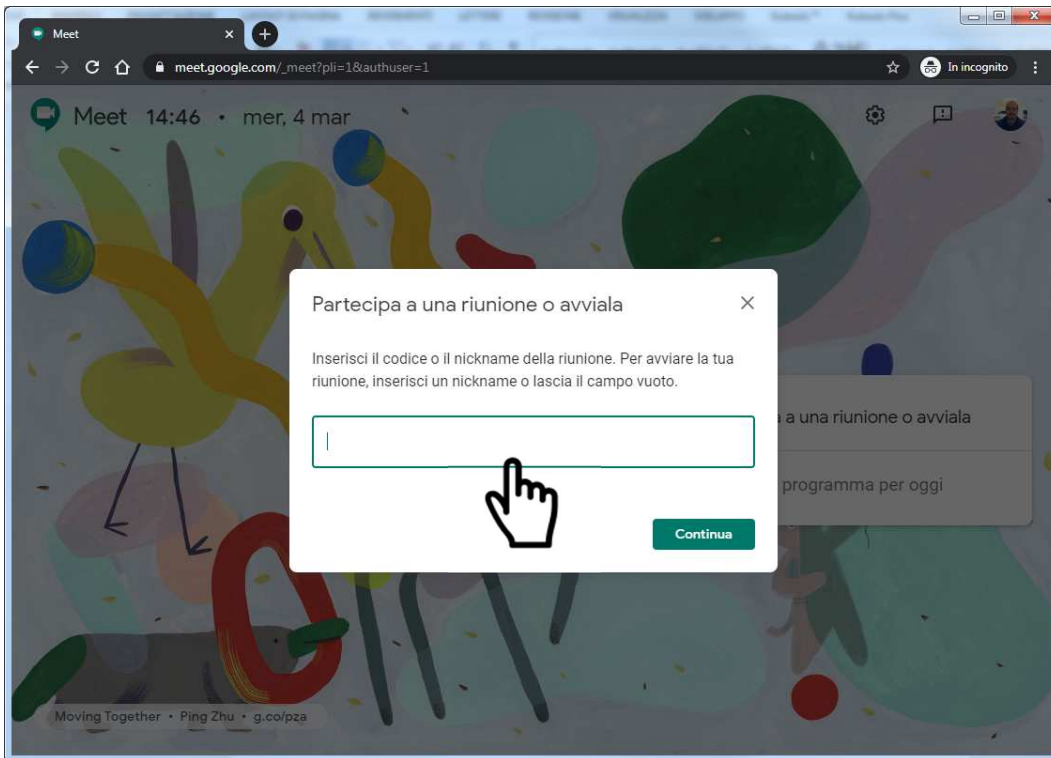 Meet
meet.google.com/_meet?pli=1&authuser=1
In incognito
Meet 14:46 • mer, 4 mar
Partecipa a una riunione o avviala
Inserisci il codice o il nickname della riunione. Per avviare la tua
riunione, inserisci un nickname o lascia il campo vuoto.
a una riunione o avviala
programma per oggi
Continua
Moving Together • Ping Zhu • g.co/pza